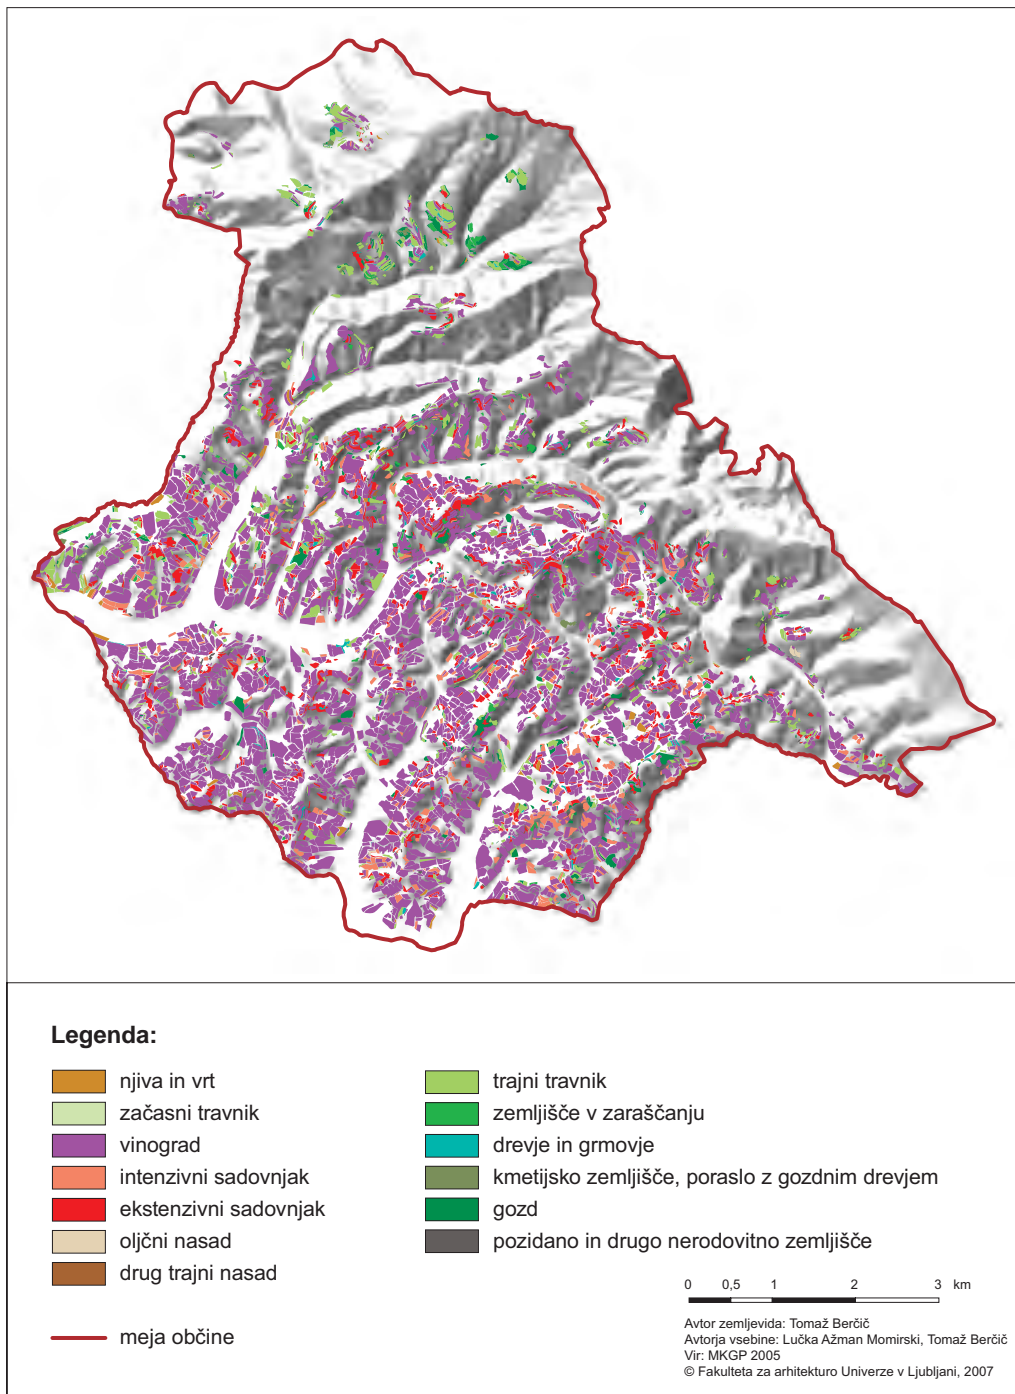 Legenda:
njiva in vrt
začasni travnik
vinograd
intenzivni sadovnjak
ekstenzivni sadovnjak
oljčni nasad
drug trajni nasad
meja občine
trajni travnik
zemljišče v zaraščanju
drevje in grmovje
kmetijsko zemljišče, poraslo z gozdnim drevjem
gozd
pozidano in drugo nerodovitno zemljišče
0 0,5 1 2 3 km
Avtor zemljevida: Tomaž Berčič
Avtorja vsebine: Lučka Ažman Momirski, Tomaž Berčič
Vir: MKGP 2005
© Fakulteta za arhitekturo Univerze v Ljubljani, 2007